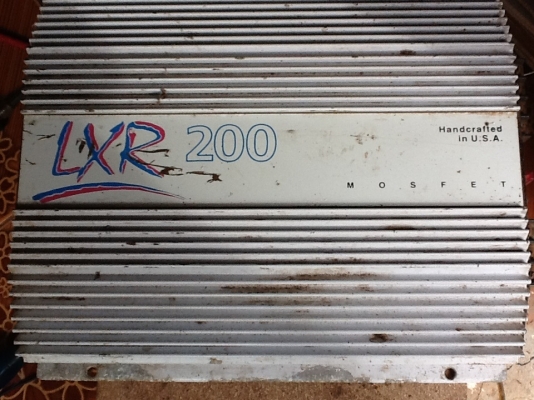 LXR 200
Handcrafted
in U.S.A.
MOSFET